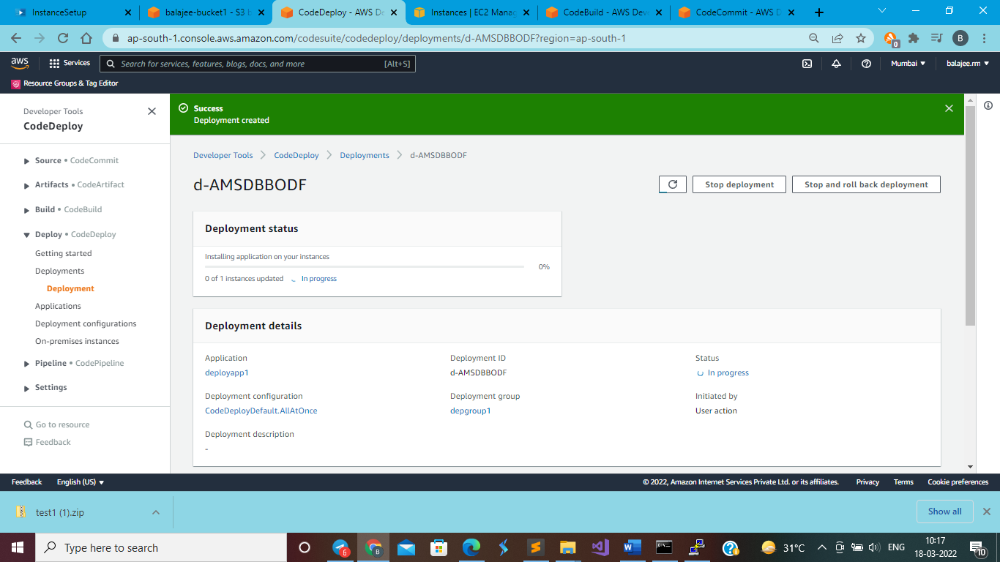 InstanceSetup
balajee-bucket1 - S3 b
CodeDeploy - AWS De
Instances | EC2 Manag
CodeBuild - AWS Deve
CodeCommit - AWS D
ap-south-1.console.aws.amazon.com/codesuite/codedeploy/deployments/d-AMSDBBODF?region=ap-south-1
0
B
aws
Services
Search for services, features, blogs, docs, and more
[Alt+S]
Mumbai
balajee.rm
Resource Groups & Tag Editor
Developer Tools
CodeDeploy
Source • CodeCommit
Artifacts • CodeArtifact
Build • CodeBuild
Deploy • CodeDeploy
Getting started
Deployments
Deployment
Applications
Deployment configurations
On-premises instances
Pipeline • CodePipeline
Settings
Go to resource
Feedback
Success
Deployment created
Developer Tools
CodeDeploy
Deployments
d-AMSDBBODF
d-AMSDBBODF
Stop deployment
Stop and roll back deployment
Deployment status
Installing application on your instances
0%
0 of 1 instances updated
In progress
Deployment details
Application
deployapp1
Deployment ID
d-AMSDBBODF
Status
In progress
Deployment configuration
CodeDeployDefault.AllAtOnce
Deployment group
depgroup1
Initiated by
User action
Deployment description
-
Feedback
English (US)
© 2022, Amazon Internet Services Private Ltd. or its affiliates.
Privacy
Terms
Cookie preferences
test1 (1).zip
Show all
Type here to search
6
B
31°C
ENG
10:17
18-03-2022
10